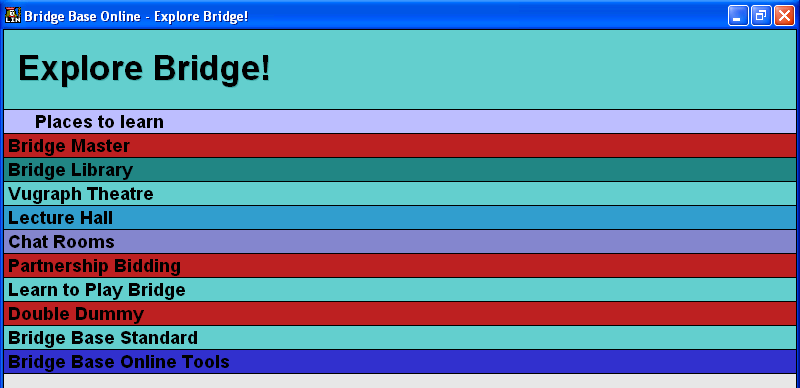 Bridge Base Online - Explore Bridge!
Explore Bridge!
Places to learn
Bridge Master
Bridge Library
Vugraph Theatre
Lecture Hall
Chat Rooms
Partnership Bidding
Learn to Play Bridge
Double Dummy
Bridge Base Standard
Bridge Base Online Tools